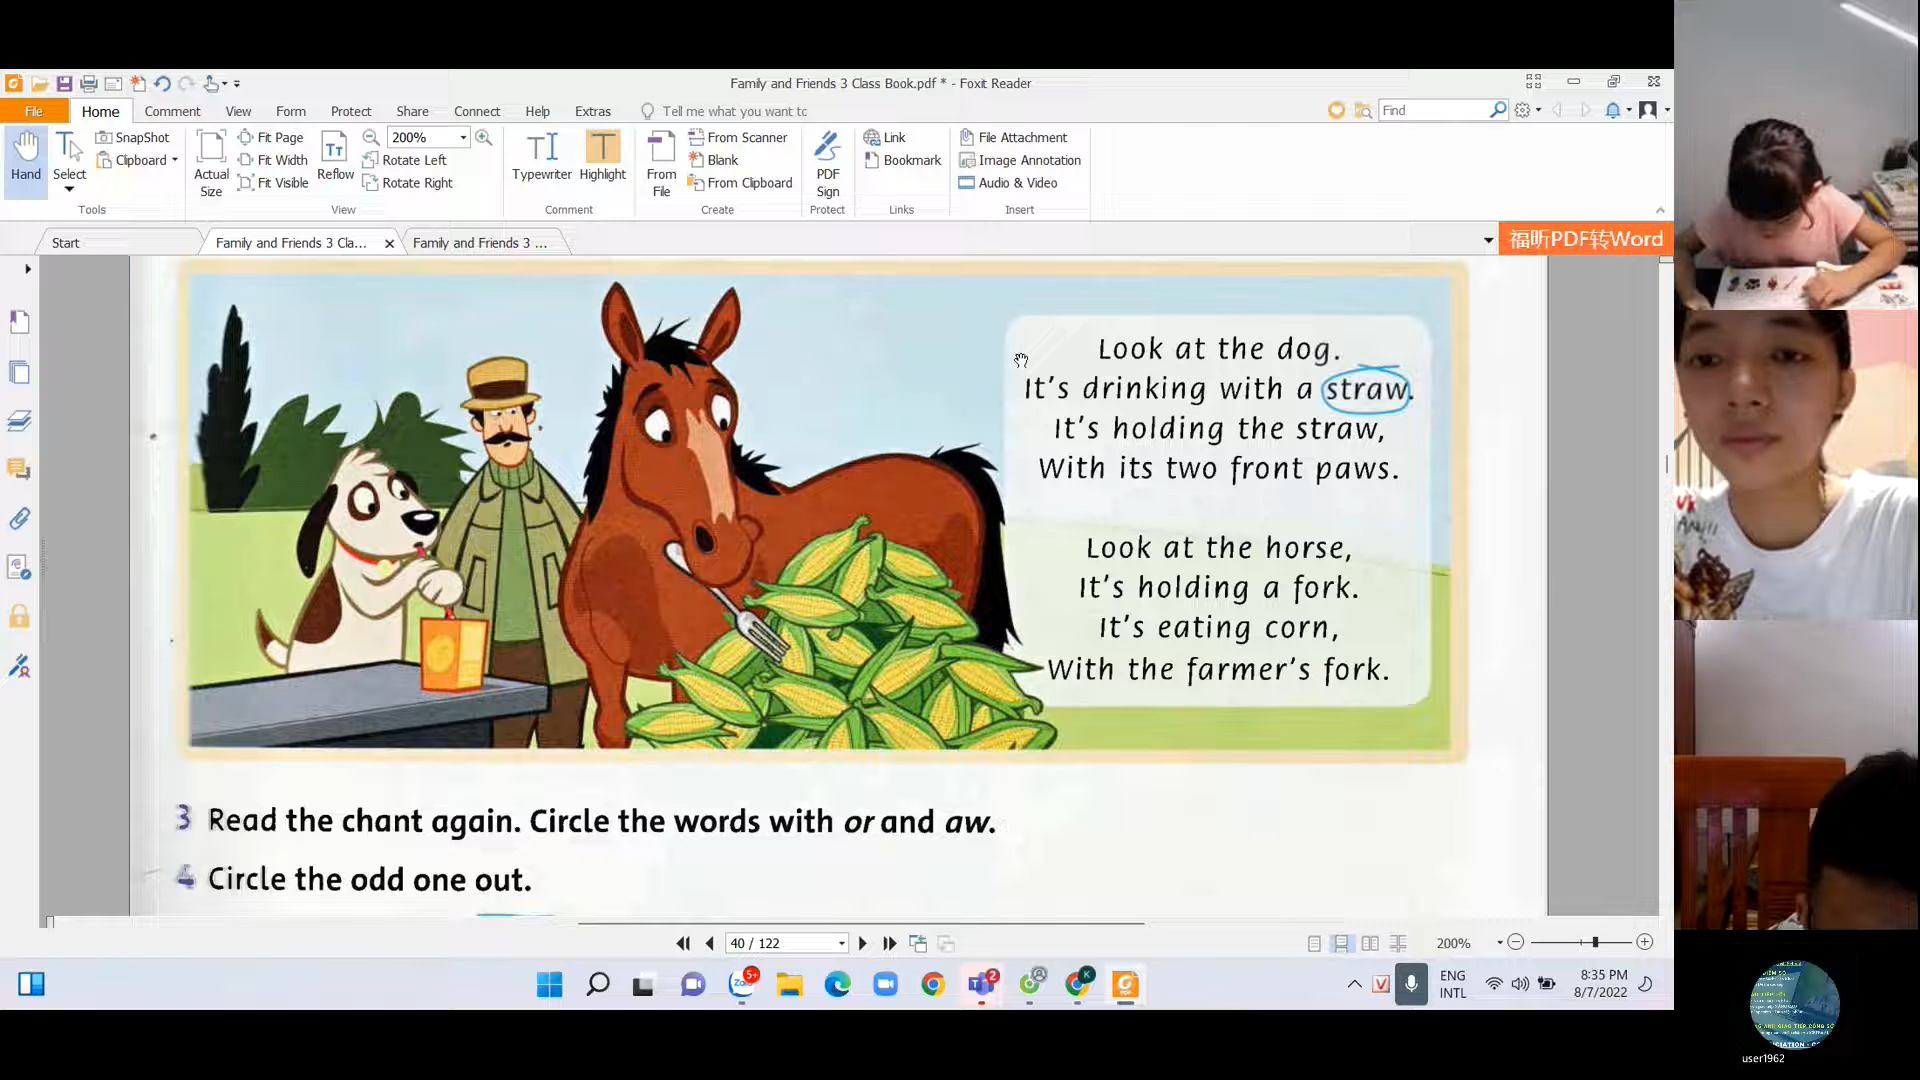 Family and Friends 3 Class Book.pdf * - Foxit Reader
File Home Comment View Form Protect Share Connect Help Extras Tell me what you want to Find
Hand
Select
SnapShot
Clipboard
Tools
Actual Size
Fit Page
Fit Width
Fit Visible
Reflow
200%
Rotate Left
Rotate Right
View
Typewriter
Highlight
Comment
From File
From Scanner
Blank
From Clipboard
Create
PDF Sign
Protect
Link
Bookmark
Links
File Attachment
Image Annotation
Audio & Video
Insert
Start
Family and Friends 3 Cla...
Family and Friends 3 ...
福昕PDF转Word
Look at the dog.
It's drinking with a straw.
It's holding the straw,
With its two front paws.
Look at the horse,
It's holding a fork.
It's eating corn,
With the farmer's fork.
3 Read the chant again. Circle the words with or and aw.
4 Circle the odd one out.
40 / 122
200%
5+
2
K
ENG
INTL
8:35 PM
8/7/2022
user1962